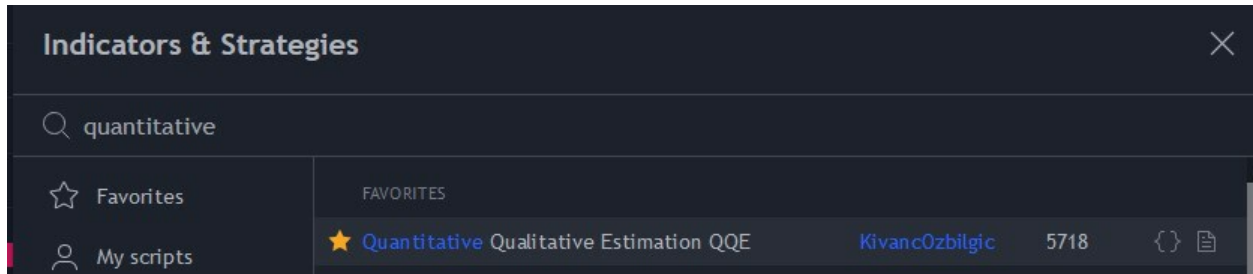 Indicators & Strategies
quantitative
Favorites
FAVORITES
Quantitative Qualitative Estimation QQE KivancOzbilgic 5718 {}
My scripts